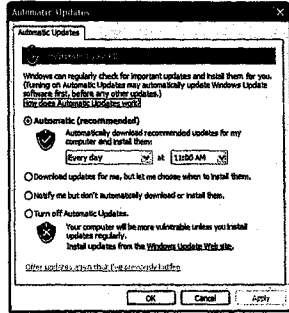 Automatic Updates
Automatic Updates
Windows can regularly check for important updates and install them for you.
(Turning on Automatic Updates may automatically update Windows Update
software first, before any other updates.)
How does Automatic Updates work?
Automatic (recommended)
Automatically download recommended updates for my
computer and install them:
Every day at 11:00 AM
Download updates for me, but let me choose when to install them.
Notify me but don't automatically download or install them.
Turn off Automatic Updates.
Your computer will be more vulnerable unless you install
updates regularly.
Install updates from the Windows Update Web site.
Offer updates again that I've previously hidden
OK Cancel Apply